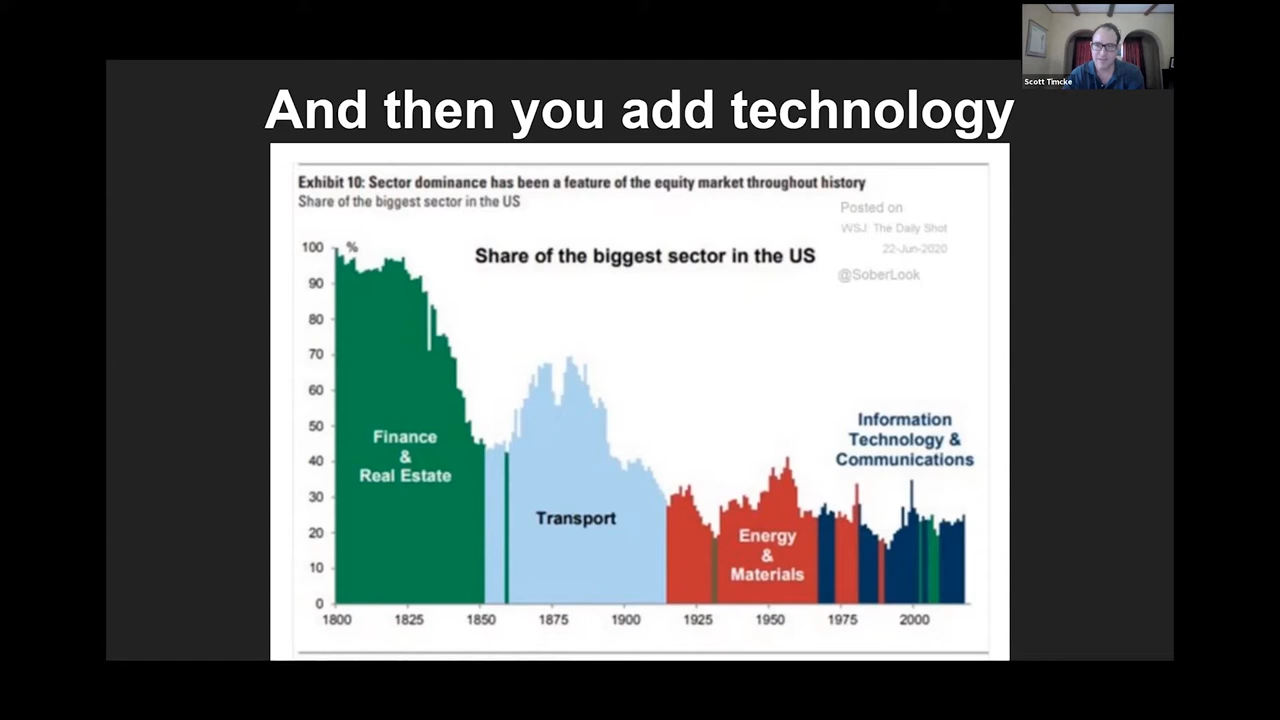 Scott Timcke
And then you add technology
Exhibit 10: Sector dominance has been a feature of the equity market throughout history
Share of the biggest sector in the US
Posted on
WSJ: The Daily Shot
22-Jun-2020
@SoberLook
Share of the biggest sector in the US
%
100
90
80
70
60
50
40
30
20
10
0
Finance
&
Real Estate
Transport
Energy
&
Materials
Information
Technology &
Communications
1800 1825 1850 1875 1900 1925 1950 1975 2000